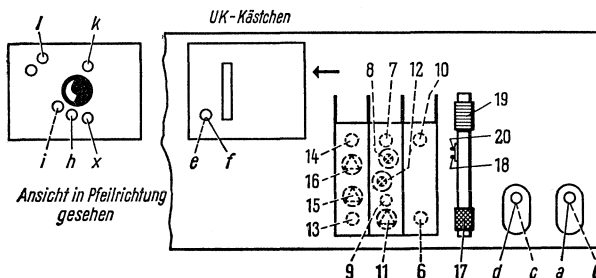 UK-Kästchen
l k
i h x
Ansicht in Pfeilrichtung
gesehen
e f
8 7 12 10
14
16
15
13
9 11 6
19
20
18
17
d c a